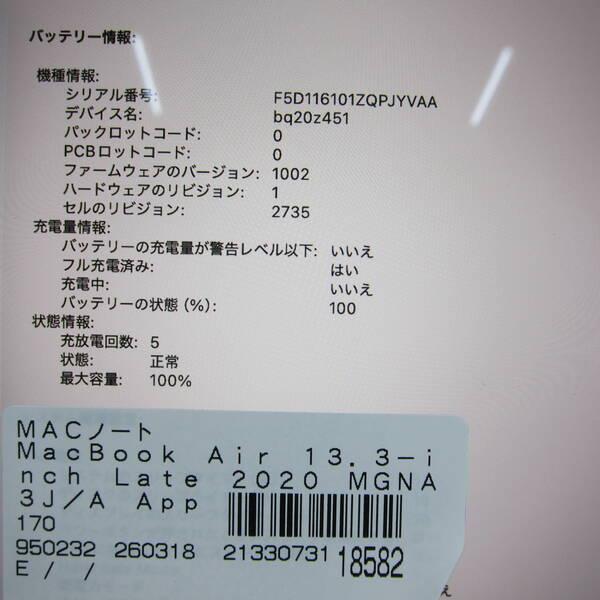 バッテリー情報:
機種情報:
シリアル番号: F5D116101ZQPJYVAA
デバイス名: bq20z451
パックロットコード: 0
PCBロットコード: 0
ファームウェアのバージョン: 1002
ハードウェアのリビジョン: 1
セルのリビジョン: 2735
充電量情報:
バッテリーの充電量が警告レベル以下: いいえ
フル充電済み: はい
充電中: いいえ
バッテリーの状態 (%): 100
状態情報:
充放電回数: 5
状態: 正常
最大容量: 100%
MACノート
MacBook Air 13.3-i
nch Late 2020 MGNA
3J/A App
170
950232 260318 21330731 18582
E / /
え